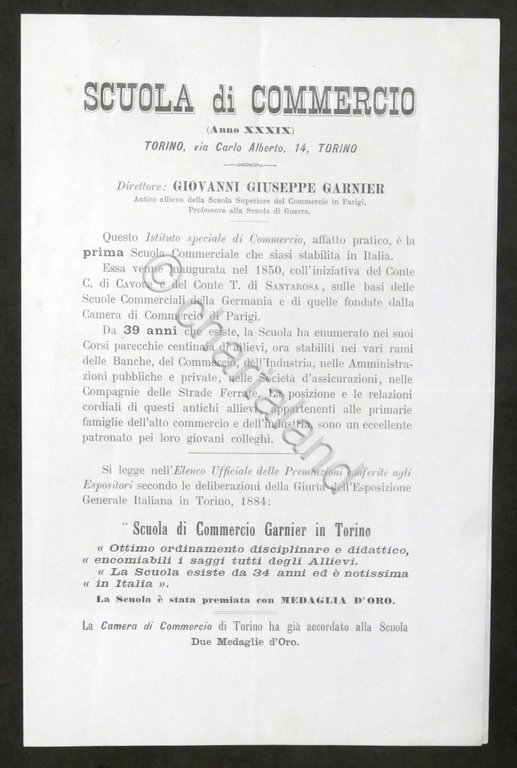 SCUOLA di COMMERCIO
(Anno XXXIX)
TORINO, via Carlo Alberto, 14, TORINO
Direttore: GIOVANNI GIUSEPPE GARNIER
Antico allievo della Scuola Superiore del Commercio in Parigi,
Professore alla Scuola di Guerra.
Questo Istituto speciale di Commercio, affatto pratico, è la
prima Scuola Commerciale che siasi stabilita in Italia.
Essa venne inaugurata nel 1850, coll'iniziativa del Conte
C. di Cavour e del Conte T. di Santarosa, sulle basi delle
Scuole Commerciali della Germania e di quelle fondate dalla
Camera di Commercio di Parigi.
Da 39 anni che esiste, la Scuola ha enumerato nei suoi
Corsi parecchie centinaia di Allievi, ora stabiliti nei vari rami
delle Banche, del Commercio, dell'Industria, nelle Amministra-
zioni pubbliche e private, nelle Società d'assicurazioni, nelle
Compagnie delle Strade Ferrate. La posizione e le relazioni
cordiali di questi antichi allievi, appartenenti alle primarie
famiglie dell'alto commercio e dell'industria sono un eccellente
patronato pei loro giovani colleghi.
Si legge nell'Elenco Ufficiale delle Premiazioni conferite agli
Espositori secondo le deliberazioni della Giuria dell'Esposizione
Generale Italiana in Torino, 1884:
" Scuola di Commercio Garnier in Torino
« Ottimo ordinamento disciplinare e didattico,
« encomiabili i saggi tutti degli Allievi.
« La Scuola esiste da 34 anni ed è notissima
« in Italia ».
La Scuola è stata premiata con MEDAGLIA D'ORO.
La Camera di Commercio di Torino ha già accordato alla Scuola
Due Medaglie d'Oro.
© chartaland